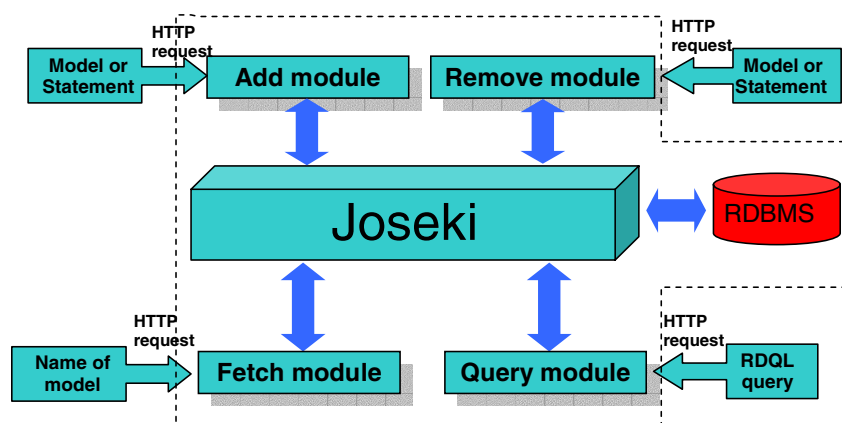 HTTP
request
Model or
Statement
Add module
Remove module
HTTP
request
Model or
Statement
Joseki
RDBMS
HTTP
request
Name of
model
Fetch module
Query module
HTTP
request
RDQL
query